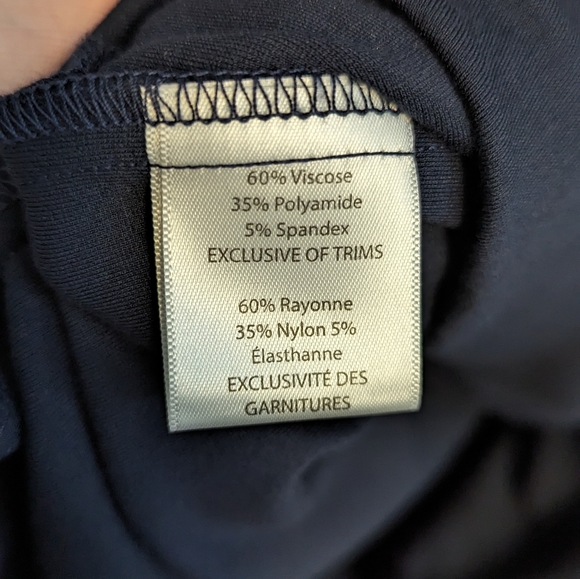 60% Viscose
35% Polyamide
5% Spandex
EXCLUSIVE OF TRIMS
60% Rayonne
35% Nylon 5%
Élasthanne
EXCLUSIVITÉ DES
GARNITURES